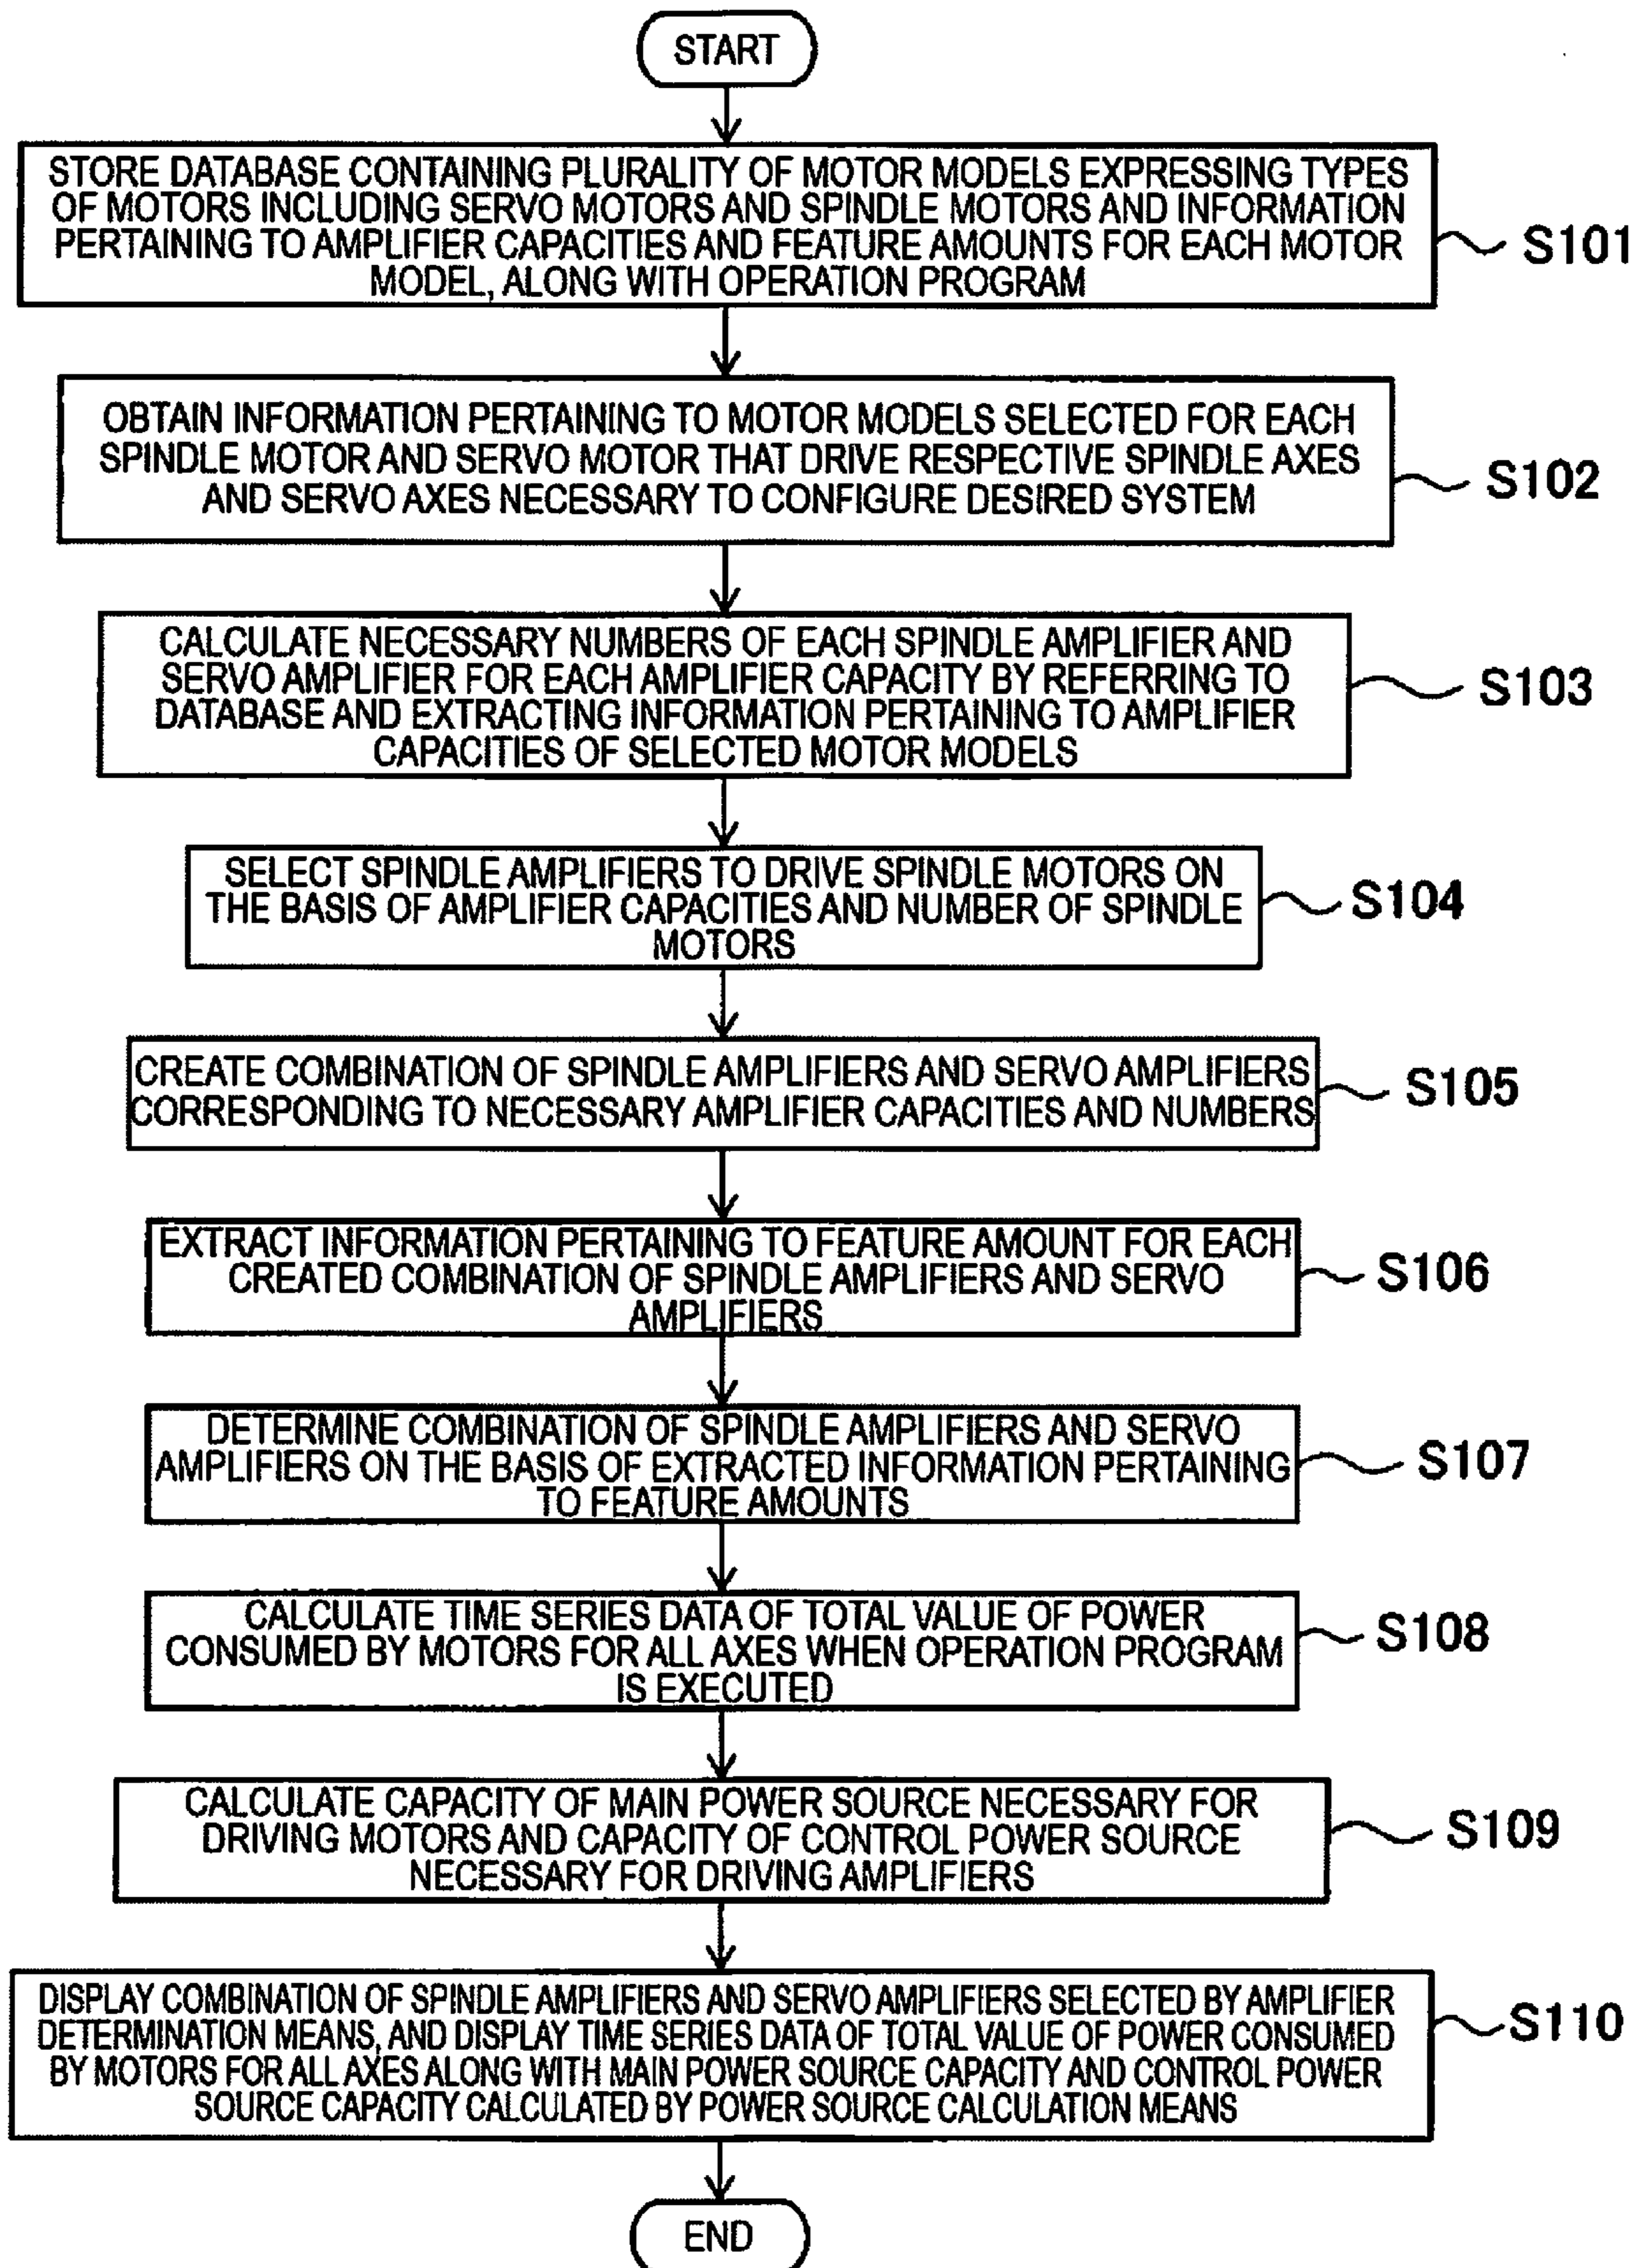 START
STORE DATABASE CONTAINING PLURALITY OF MOTOR MODELS EXPRESSING TYPES
OF MOTORS INCLUDING SERVO MOTORS AND SPINDLE MOTORS AND INFORMATION
PERTAINING TO AMPLIFIER CAPACITIES AND FEATURE AMOUNTS FOR EACH MOTOR
MODEL, ALONG WITH OPERATION PROGRAM
S101
OBTAIN INFORMATION PERTAINING TO MOTOR MODELS SELECTED FOR EACH
SPINDLE MOTOR AND SERVO MOTOR THAT DRIVE RESPECTIVE SPINDLE AXES
AND SERVO AXES NECESSARY TO CONFIGURE DESIRED SYSTEM
S102
CALCULATE NECESSARY NUMBERS OF EACH SPINDLE AMPLIFIER AND
SERVO AMPLIFIER FOR EACH AMPLIFIER CAPACITY BY REFERRING TO
DATABASE AND EXTRACTING INFORMATION PERTAINING TO AMPLIFIER
CAPACITIES OF SELECTED MOTOR MODELS
S103
SELECT SPINDLE AMPLIFIERS TO DRIVE SPINDLE MOTORS ON
THE BASIS OF AMPLIFIER CAPACITIES AND NUMBER OF SPINDLE
MOTORS
S104
CREATE COMBINATION OF SPINDLE AMPLIFIERS AND SERVO AMPLIFIERS
CORRESPONDING TO NECESSARY AMPLIFIER CAPACITIES AND NUMBERS
S105
EXTRACT INFORMATION PERTAINING TO FEATURE AMOUNT FOR EACH
CREATED COMBINATION OF SPINDLE AMPLIFIERS AND SERVO
AMPLIFIERS
S106
DETERMINE COMBINATION OF SPINDLE AMPLIFIERS AND SERVO
AMPLIFIERS ON THE BASIS OF EXTRACTED INFORMATION PERTAINING
TO FEATURE AMOUNTS
S107
CALCULATE TIME SERIES DATA OF TOTAL VALUE OF POWER
CONSUMED BY MOTORS FOR ALL AXES WHEN OPERATION PROGRAM
IS EXECUTED
S108
CALCULATE CAPACITY OF MAIN POWER SOURCE NECESSARY FOR
DRIVING MOTORS AND CAPACITY OF CONTROL POWER SOURCE
NECESSARY FOR DRIVING AMPLIFIERS
S109
DISPLAY COMBINATION OF SPINDLE AMPLIFIERS AND SERVO AMPLIFIERS SELECTED BY AMPLIFIER
DETERMINATION MEANS, AND DISPLAY TIME SERIES DATA OF TOTAL VALUE OF POWER CONSUMED
BY MOTORS FOR ALL AXES ALONG WITH MAIN POWER SOURCE CAPACITY AND CONTROL POWER
SOURCE CAPACITY CALCULATED BY POWER SOURCE CALCULATION MEANS
S110
END